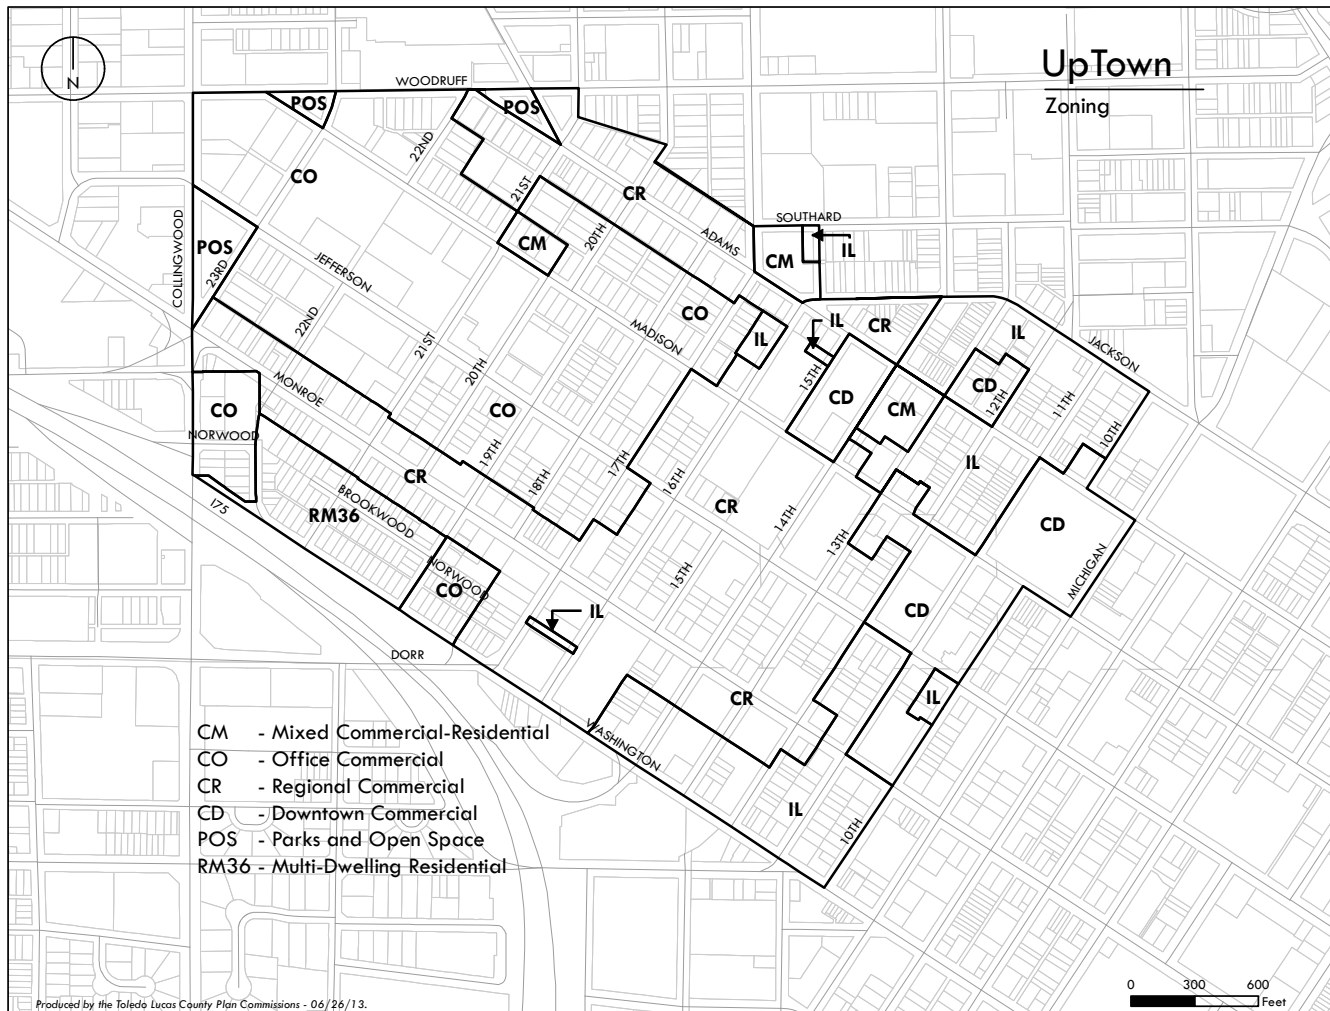 UpTown
Zoning
N
WOODRUFF
POS
POS
22ND
CO
21ST
CR
SOUTHARD
COLLINGWOOD
POS
23RD
CM
20TH
ADAMS
CM
IL
JEFFERSON
22ND
21ST
MADISON
CO
IL
IL
CR
IL
JACKSON
MONROE
20TH
15TH
CD
CD
12TH
11TH
CO
CO
CM
10TH
NORWOOD
19TH
18TH
17TH
16TH
IL
CR
CR
14TH
13TH
CD
I75
RM36
BROOKWOOD
NORWOOD
CO
15TH
MICHIGAN
IL
CD
DORR
CR
IL
WASHINGTON
IL
10TH
CM - Mixed Commercial-Residential
CO - Office Commercial
CR - Regional Commercial
CD - Downtown Commercial
POS - Parks and Open Space
RM36 - Multi-Dwelling Residential
Produced by the Toledo Lucas County Plan Commissions - 06/26/13.
0 300 600
Feet